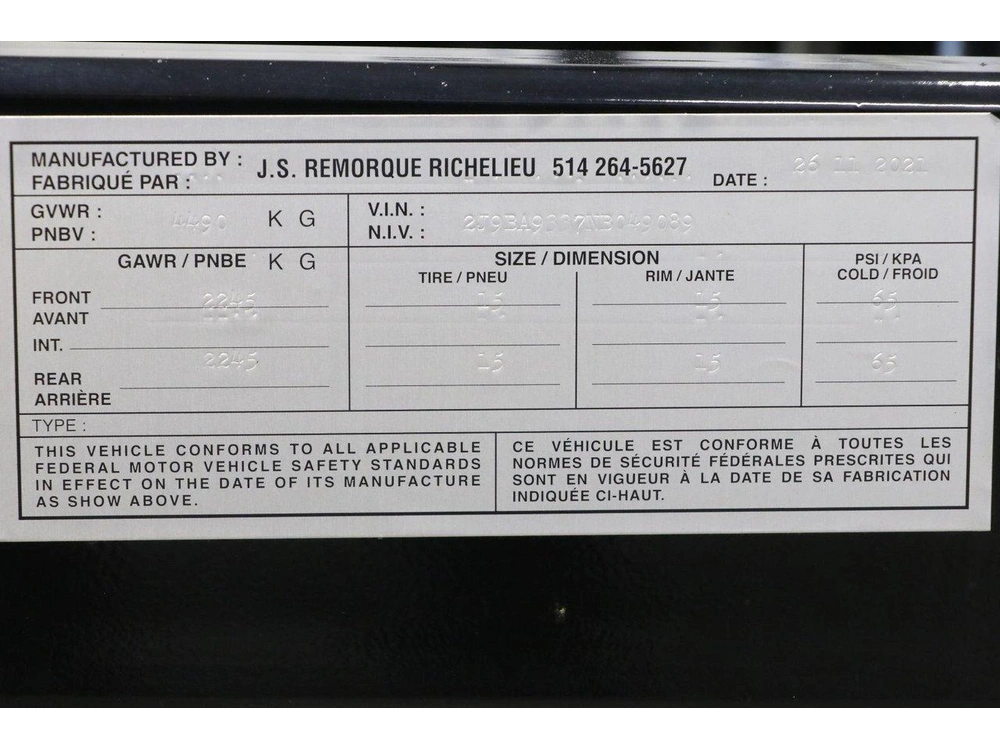 MANUFACTURED BY :
FABRIQUÉ PAR :
J.S. REMORQUE RICHELIEU 514 264-5627
DATE : 26 11 2021
GVWR :
PNBV :
4490 K G
V.I.N. :
N.I.V. :
GAWR / PNBE K G
SIZE / DIMENSION
TIRE / PNEU RIM / JANTE
PSI / KPA
COLD / FROID
FRONT
AVANT
2245 15 15 65
INT.
REAR
ARRIÈRE
2245 15 15 65
TYPE :
THIS VEHICLE CONFORMS TO ALL APPLICABLE
FEDERAL MOTOR VEHICLE SAFETY STANDARDS
IN EFFECT ON THE DATE OF ITS MANUFACTURE
AS SHOW ABOVE.
CE VÉHICULE EST CONFORME À TOUTES LES
NORMES DE SÉCURITÉ FÉDÉRALES PRESCRITES QUI
SONT EN VIGUEUR À LA DATE DE SA FABRICATION
INDIQUÉE CI-HAUT.